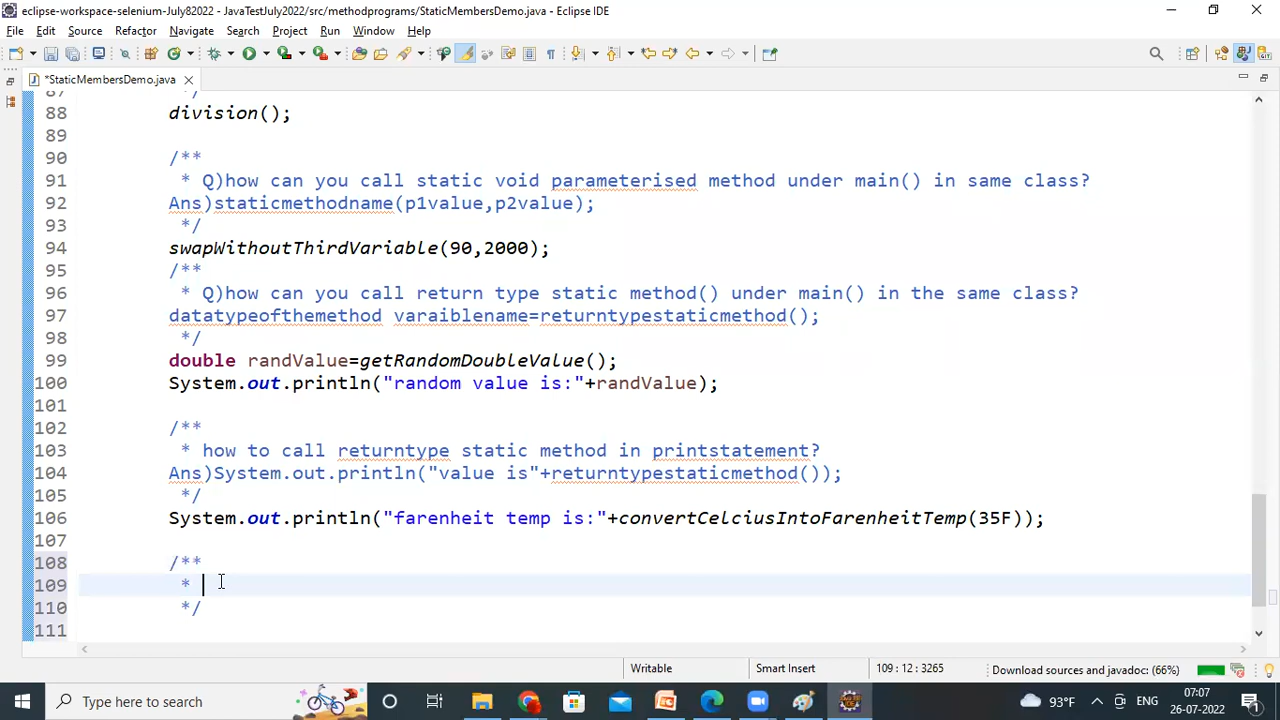 eclipse-workspace-selenium-July82022 - JavaTestJuly2022/src/methodprograms/StaticMembersDemo.java - Eclipse IDE
File Edit Source Refactor Navigate Search Project Run Window Help
*StaticMembersDemo.java
87 */
88 division();
89
90 /**
91 * Q)how can you call static void parameterised method under main() in same class?
92 Ans)staticmethodname(p1value,p2value);
93 */
94 swapWithoutThirdVariable(90,2000);
95 /**
96 * Q)how can you call return type static method() under main() in the same class?
97 datatypeofthemethod varaiblename=returntypestaticmethod();
98 */
99 double randValue=getRandomDoubleValue();
100 System.out.println("random value is:"+randValue);
101
102 /**
103 * how to call returntype static method in printstatement?
104 Ans)System.out.println("value is"+returntypestaticmethod());
105 */
106 System.out.println("farenheit temp is:"+convertCelciusIntoFarenheitTemp(35F));
107
108 /**
109 *
110 */
111
Writable Smart Insert 109 : 12 : 3265 Download sources and javadoc: (66%)
Type here to search 93°F ENG 07:07
26-07-2022 1